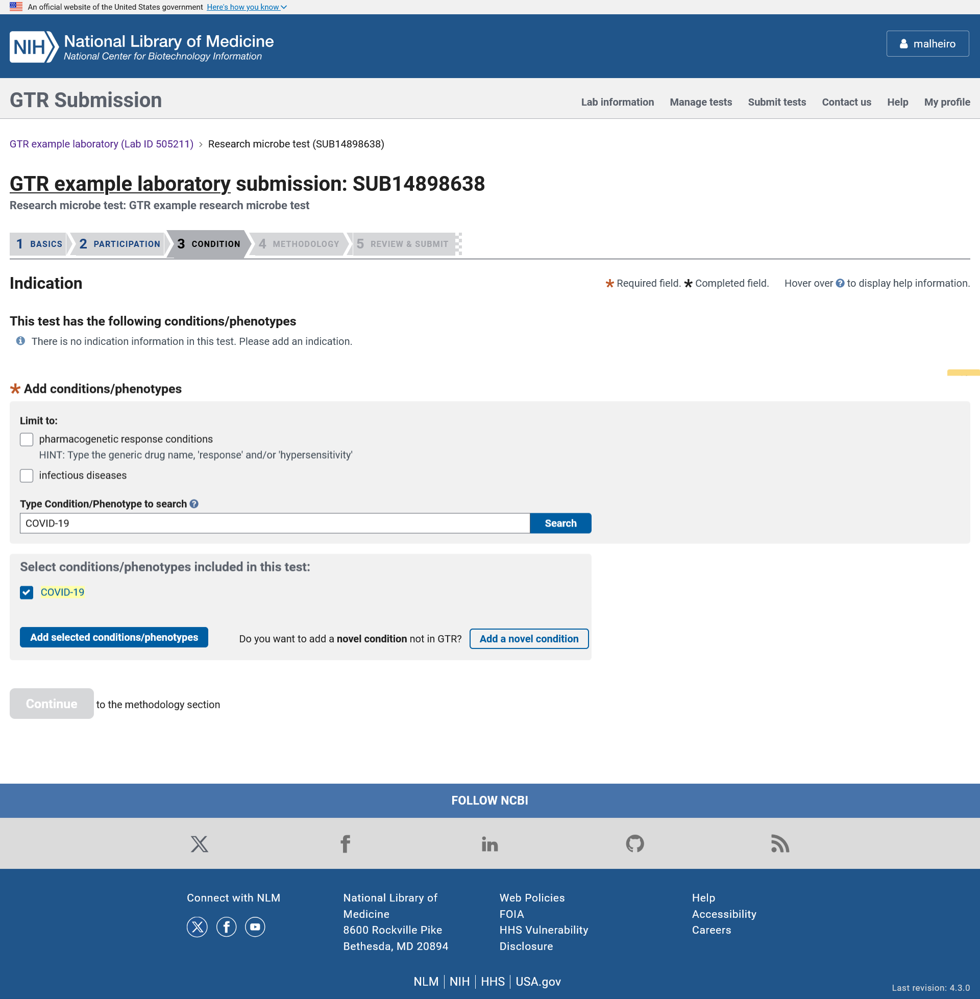 An official website of the United States government Here's how you know
NIH National Library of Medicine
National Center for Biotechnology Information
malheiro
GTR Submission
Lab information Manage tests Submit tests Contact us Help My profile
GTR example laboratory (Lab ID 505211) › Research microbe test (SUB14898638)
GTR example laboratory submission: SUB14898638
Research microbe test: GTR example research microbe test
1 BASICS 2 PARTICIPATION 3 CONDITION 4 METHODOLOGY 5 REVIEW & SUBMIT
Indication
* Required field. * Completed field. Hover over ? to display help information.
This test has the following conditions/phenotypes
There is no indication information in this test. Please add an indication.
* Add conditions/phenotypes
Limit to:
pharmacogenetic response conditions
HINT: Type the generic drug name, 'response' and/or 'hypersensitivity'
infectious diseases
Type Condition/Phenotype to search ?
COVID-19 Search
Select conditions/phenotypes included in this test:
COVID-19
Add selected conditions/phenotypes Do you want to add a novel condition not in GTR? Add a novel condition
Continue to the methodology section
FOLLOW NCBI
Connect with NLM
National Library of
Medicine
8600 Rockville Pike
Bethesda, MD 20894
Web Policies
FOIA
HHS Vulnerability
Disclosure
Help
Accessibility
Careers
NLM | NIH | HHS | USA.gov
Last revision: 4.3.0